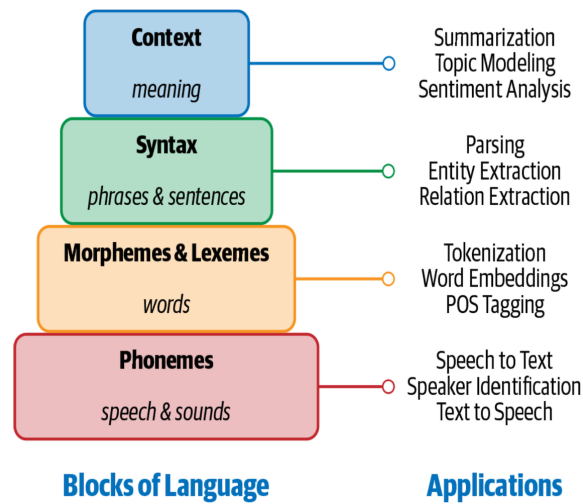 Context
meaning
Summarization
Topic Modeling
Sentiment Analysis
Syntax
phrases & sentences
Parsing
Entity Extraction
Relation Extraction
Morphemes & Lexemes
words
Tokenization
Word Embeddings
POS Tagging
Phonemes
speech & sounds
Speech to Text
Speaker Identification
Text to Speech
Blocks of Language
Applications